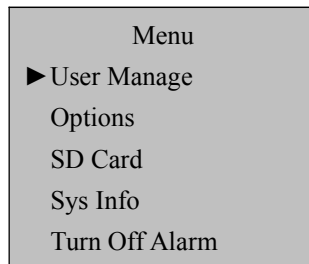 Menu
►User Manage
Options
SD Card
Sys Info
Turn Off Alarm